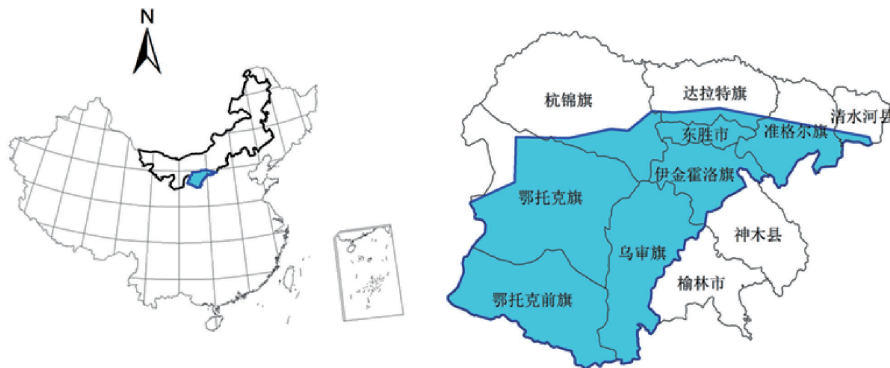 N
杭锦旗
达拉特旗
清水河县
东胜市
准格尔旗
伊金霍洛旗
鄂托克旗
乌审旗
神木县
榆林市
鄂托克前旗